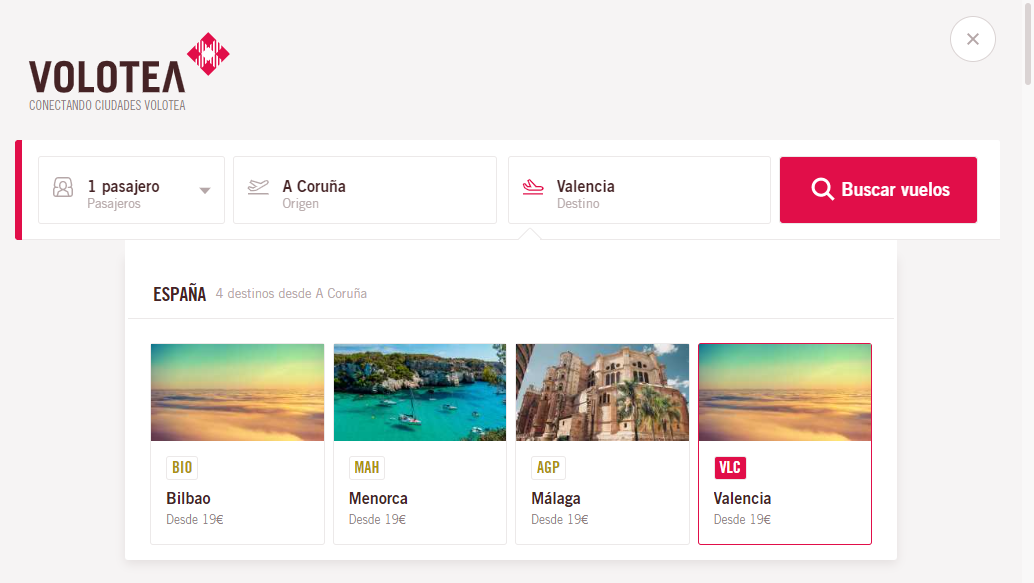 VOLOTEA
CONECTANDO CIUDADES VOLOTEA
1 pasajero
Pasajeros
A Coruña
Origen
Valencia
Destino
Buscar vuelos
ESPAÑA 4 destinos desde A Coruña
BIO
Bilbao
Desde 19€
MAH
Menorca
Desde 19€
AGP
Málaga
Desde 19€
VLC
Valencia
Desde 19€